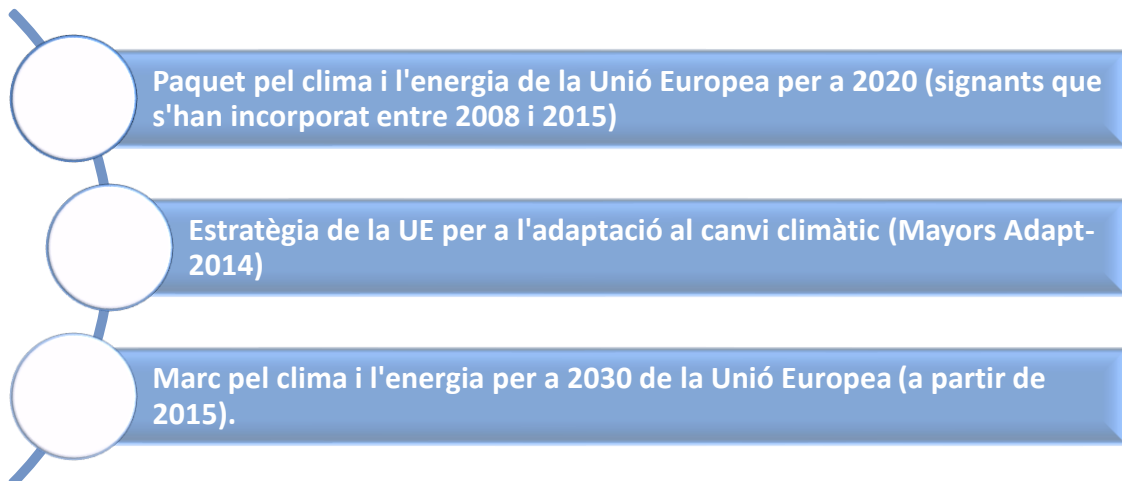 Paquet pel clima i l'energia de la Unió Europea per a 2020 (signants que
s'han incorporat entre 2008 i 2015)
Estratègia de la UE per a l'adaptació al canvi climàtic (Mayors Adapt-
2014)
Marc pel clima i l'energia per a 2030 de la Unió Europea (a partir de
2015).